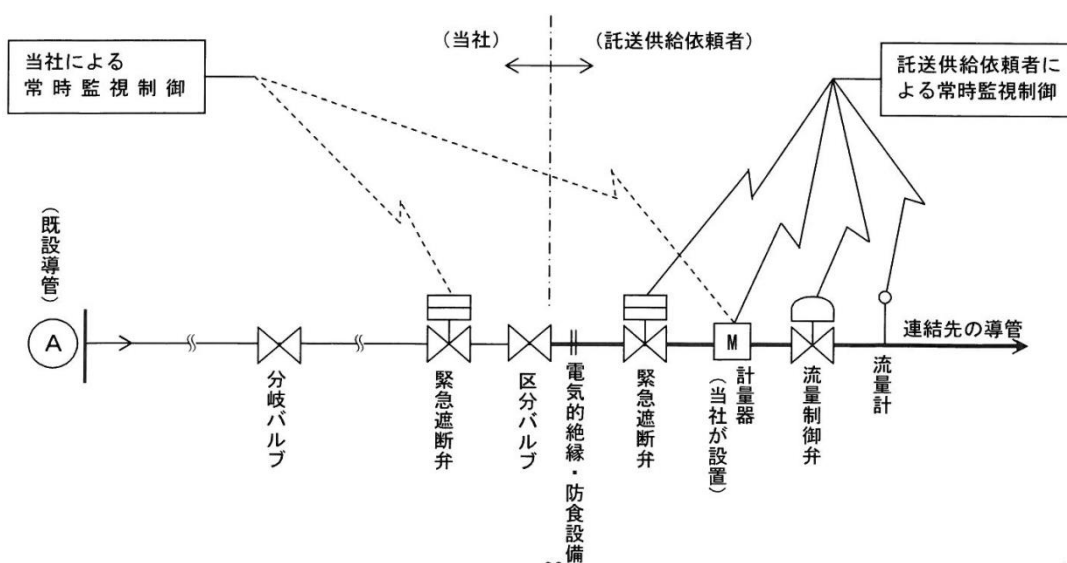 当社による
常時監視制御
(当社)
(託送供給依頼者)
託送供給依頼者に
よる常時監視制御
(既設導管)
A
分岐バルブ
緊急遮断弁
区分バルブ
電気的絶縁・防食設備
緊急遮断弁
M
計量器
(当社が設置)
流量制御弁
流量計
連結先の導管